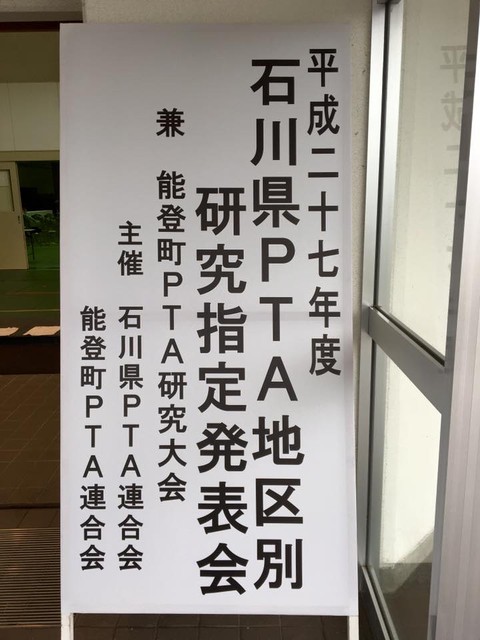 平成二十七年度
石川県PTA地区別
研究指定発表会
兼 能登町PTA研究大会
主催 石川県PTA連合会
能登町PTA連合会